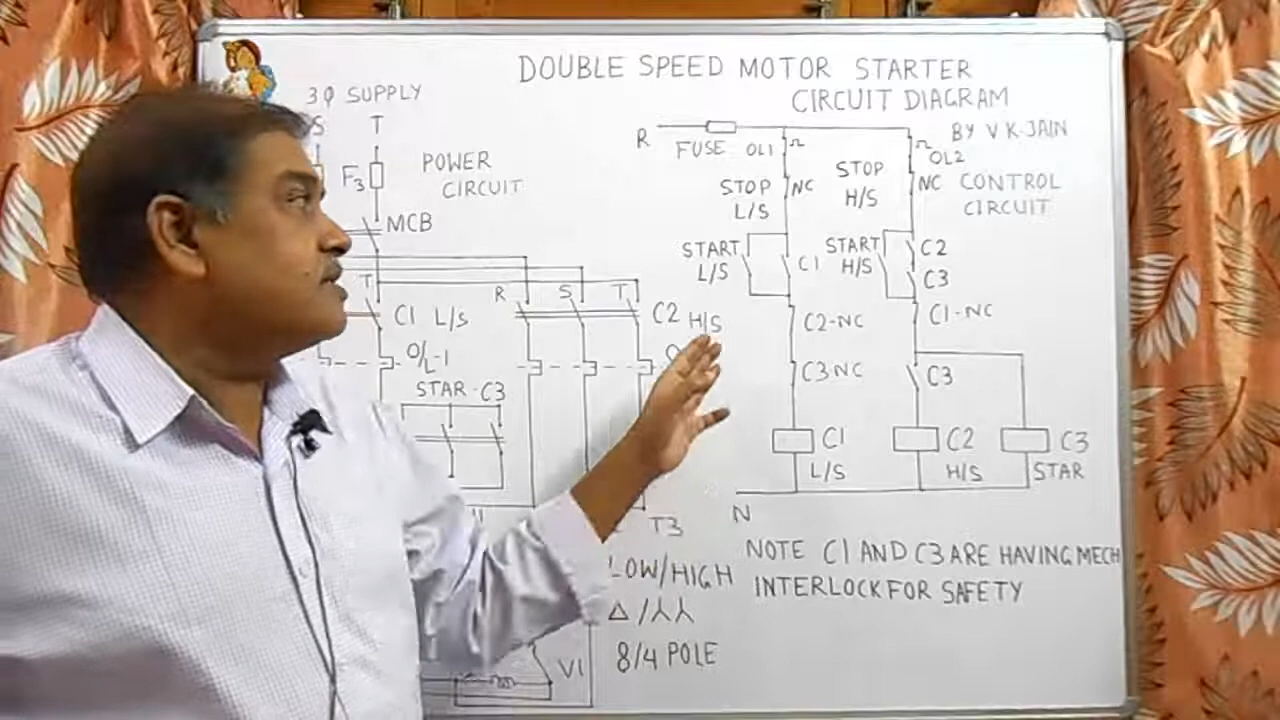 DOUBLE SPEED MOTOR STARTER
CIRCUIT DIAGRAM
BY V K JAIN
3φ SUPPLY
S T
F3
POWER
CIRCUIT
MCB
T
C1 L/S
O/L-1
STAR C3
R S T
C2 H/S
T3
LOW/HIGH
△/⅄⅄
8/4 POLE
V1
R
FUSE
OL1
STOP
L/S
NC
START
L/S
C1
C2-NC
C3-NC
C1
L/S
STOP
H/S
OL2
NC
CONTROL
CIRCUIT
START
H/S
C2
C3
C1-NC
C3
C2
H/S
C3
STAR
N
NOTE C1 AND C3 ARE HAVING MECH
INTERLOCK FOR SAFETY